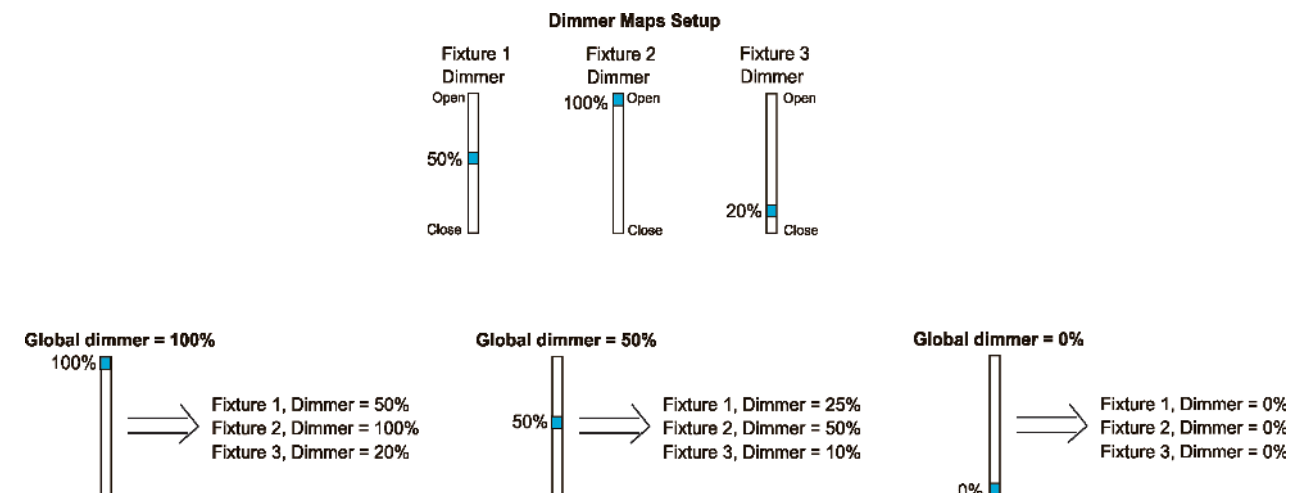 Dimmer Maps Setup
Fixture 1
Dimmer
Open
50%
Close
Fixture 2
Dimmer
100%
Open
Close
Fixture 3
Dimmer
Open
20%
Close
Global dimmer = 100%
100%
Fixture 1, Dimmer = 50%
Fixture 2, Dimmer = 100%
Fixture 3, Dimmer = 20%
Global dimmer = 50%
50%
Fixture 1, Dimmer = 25%
Fixture 2, Dimmer = 50%
Fixture 3, Dimmer = 10%
Global dimmer = 0%
Fixture 1, Dimmer = 0%
Fixture 2, Dimmer = 0%
Fixture 3, Dimmer = 0%
0%